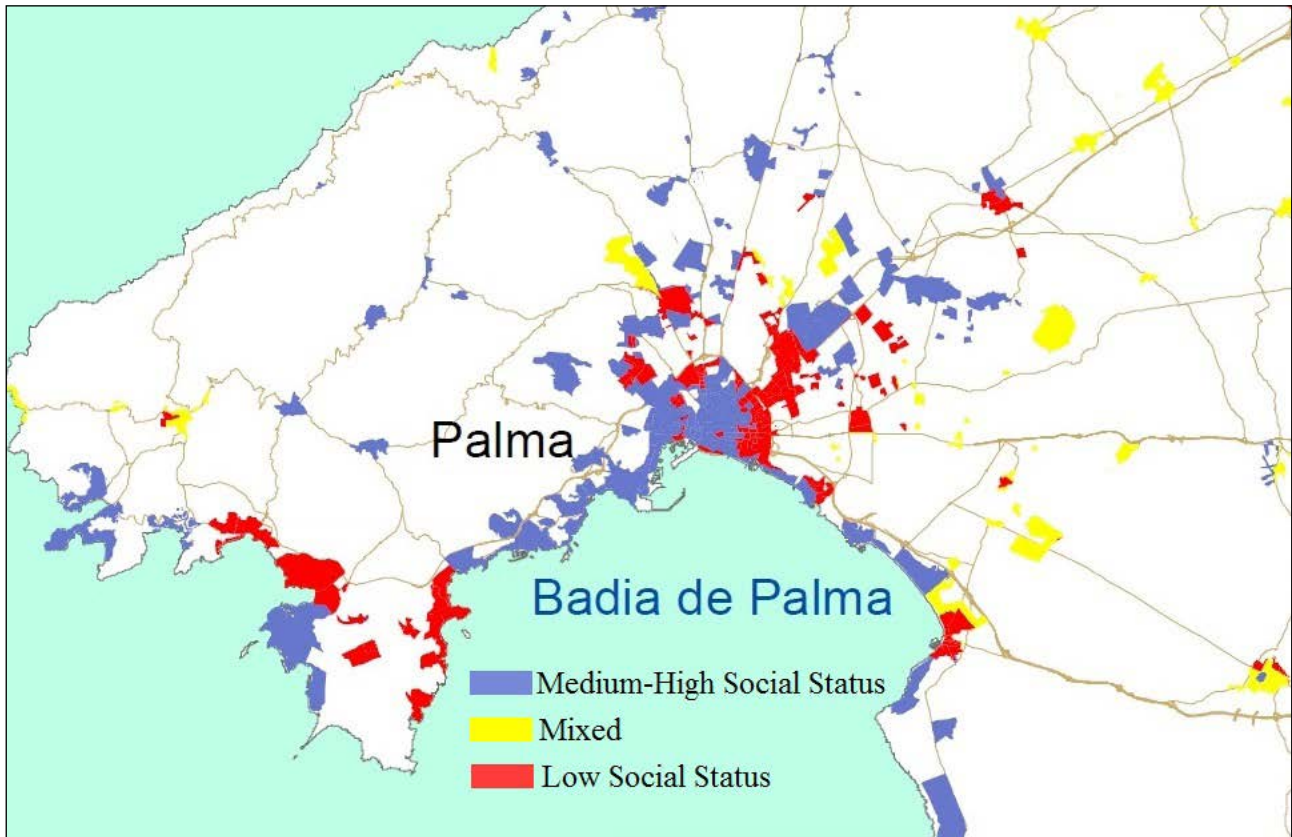 Palma
Badia de Palma
Medium-High Social Status
Mixed
Low Social Status